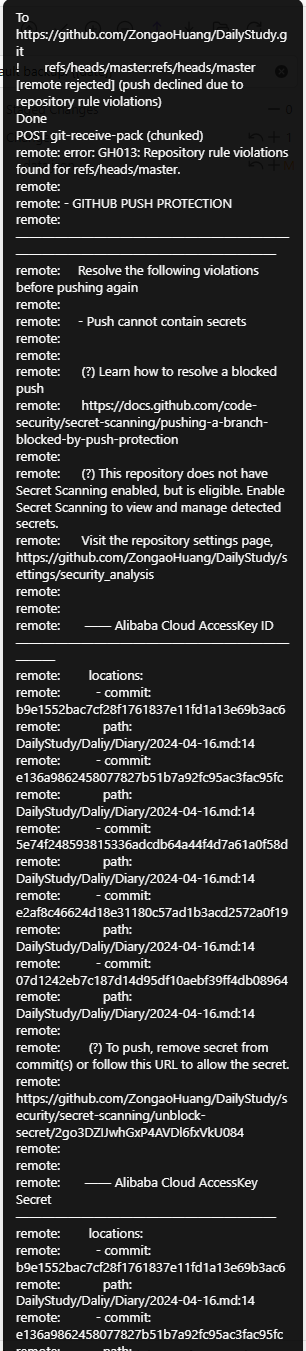 To
https://github.com/ZongaoHuang/DailyStudy.g
it
! refs/heads/master:refs/heads/master
[remote rejected] (push declined due to
repository rule violations)
Done
POST git-receive-pack (chunked)
remote: error: GH013: Repository rule violations
found for refs/heads/master.
remote:
remote: - GITHUB PUSH PROTECTION
remote:
—————————————————————————
————————————————————————
remote: Resolve the following violations
before pushing again
remote:
remote: - Push cannot contain secrets
remote:
remote:
remote: (?) Learn how to resolve a blocked
push
remote: https://docs.github.com/code-
security/secret-scanning/pushing-a-branch-
blocked-by-push-protection
remote:
remote: (?) This repository does not have
Secret Scanning enabled, but is eligible. Enable
Secret Scanning to view and manage detected
secrets.
remote: Visit the repository settings page,
https://github.com/ZongaoHuang/DailyStudy/s
ettings/security_analysis
remote:
remote:
remote: —— Alibaba Cloud AccessKey ID
—————————————————————————
———
remote: locations:
remote: - commit:
b9e1552bac7cf28f1761837e11fd1a13e69b3ac6
remote: path:
DailyStudy/Daliy/Diary/2024-04-16.md:14
remote: - commit:
e136a9862458077827b51b7a92fc95ac3fac95fc
remote: path:
DailyStudy/Daliy/Diary/2024-04-16.md:14
remote: - commit:
5e74f248593815336adcdb64a44f4d7a61a0f58d
remote: path:
DailyStudy/Daliy/Diary/2024-04-16.md:14
remote: - commit:
e2af8c46624d18e31180c57ad1b3acd2572a0f19
remote: path:
DailyStudy/Daliy/Diary/2024-04-16.md:14
remote: - commit:
07d1242eb7c187d14d95df10aebf39ff4db08964
remote: path:
DailyStudy/Daliy/Diary/2024-04-16.md:14
remote:
remote: (?) To push, remove secret from
commit(s) or follow this URL to allow the secret.
remote:
https://github.com/ZongaoHuang/DailyStudy/s
ecurity/secret-scanning/unblock-
secret/2go3DZIJwhGxP4AVDl6fxVkU084
remote:
remote:
remote: —— Alibaba Cloud AccessKey
Secret
————————————————————————
remote: locations:
remote: - commit:
b9e1552bac7cf28f1761837e11fd1a13e69b3ac6
remote: path:
DailyStudy/Daliy/Diary/2024-04-16.md:14
remote: - commit:
e136a9862458077827b51b7a92fc95ac3fac95fc
remote: path: